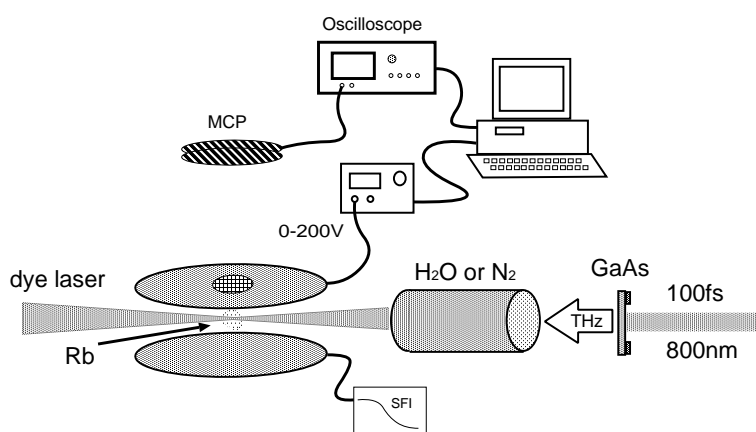 Oscilloscope
MCP
0-200V
dye laser
H₂O or N₂
GaAs
100fs
THz
Rb
800nm
SFI